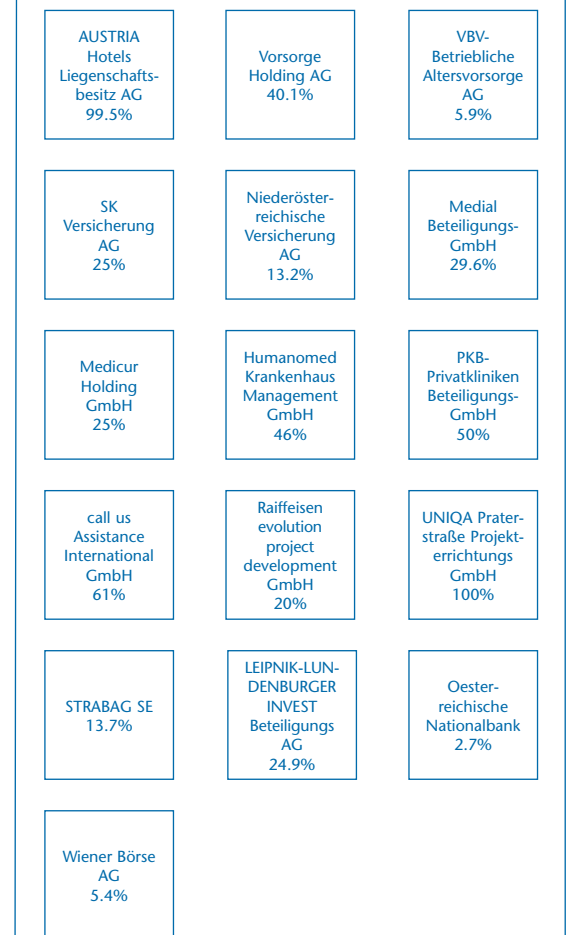 AUSTRIA
Hotels
Liegenschafts-
besitz AG
99.5%
Vorsorge
Holding AG
40.1%
VBV-
Betriebliche
Altersvorsorge
AG
5.9%
SK
Versicherung
AG
25%
Niederöster-
reichische
Versicherung
AG
13.2%
Medial
Beteiligungs-
GmbH
29.6%
Medicur
Holding
GmbH
25%
Humanomed
Krankenhaus
Management
GmbH
46%
PKB-
Privatkliniken
Beteiligungs-
GmbH
50%
call us
Assistance
International
GmbH
61%
Raiffeisen
evolution
project
development
GmbH
20%
UNIQA Prater-
straße Projekt-
errichtungs
GmbH
100%
STRABAG SE
13.7%
LEIPNIK-LUN-
DENBURGER
INVEST
Beteiligungs
AG
24.9%
Oester-
reichische
Nationalbank
2.7%
Wiener Börse
AG
5.4%